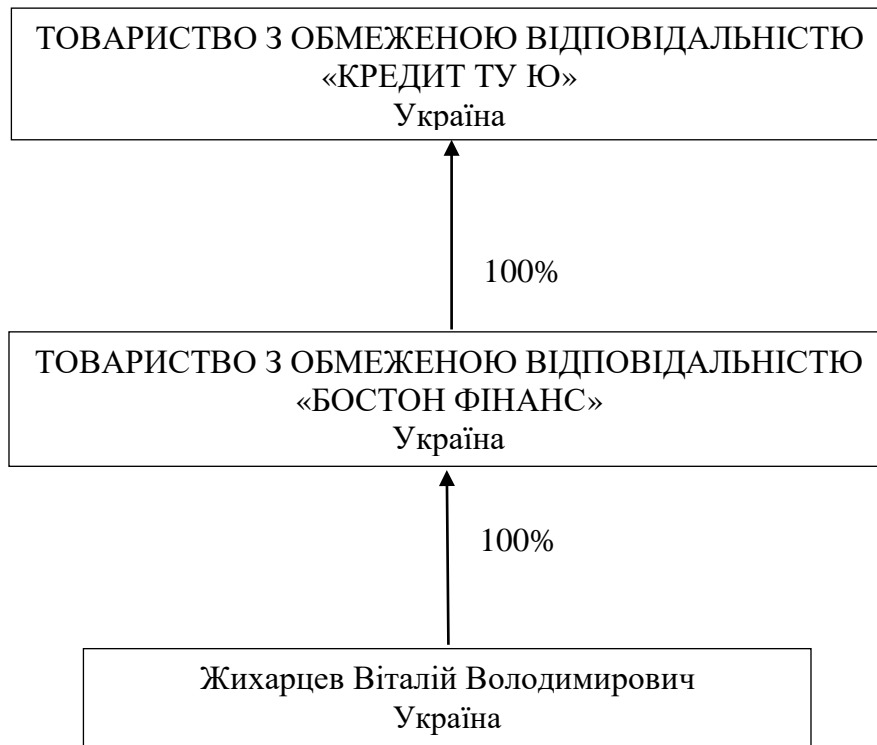 ТОВАРИСТВО З ОБМЕЖЕНОЮ ВІДПОВІДАЛЬНІСТЮ
«КРЕДИТ ТУ Ю»
Україна
100%
ТОВАРИСТВО З ОБМЕЖЕНОЮ ВІДПОВІДАЛЬНІСТЮ
«БОСТОН ФІНАНС»
Україна
100%
Жихарцев Віталій Володимирович
Україна